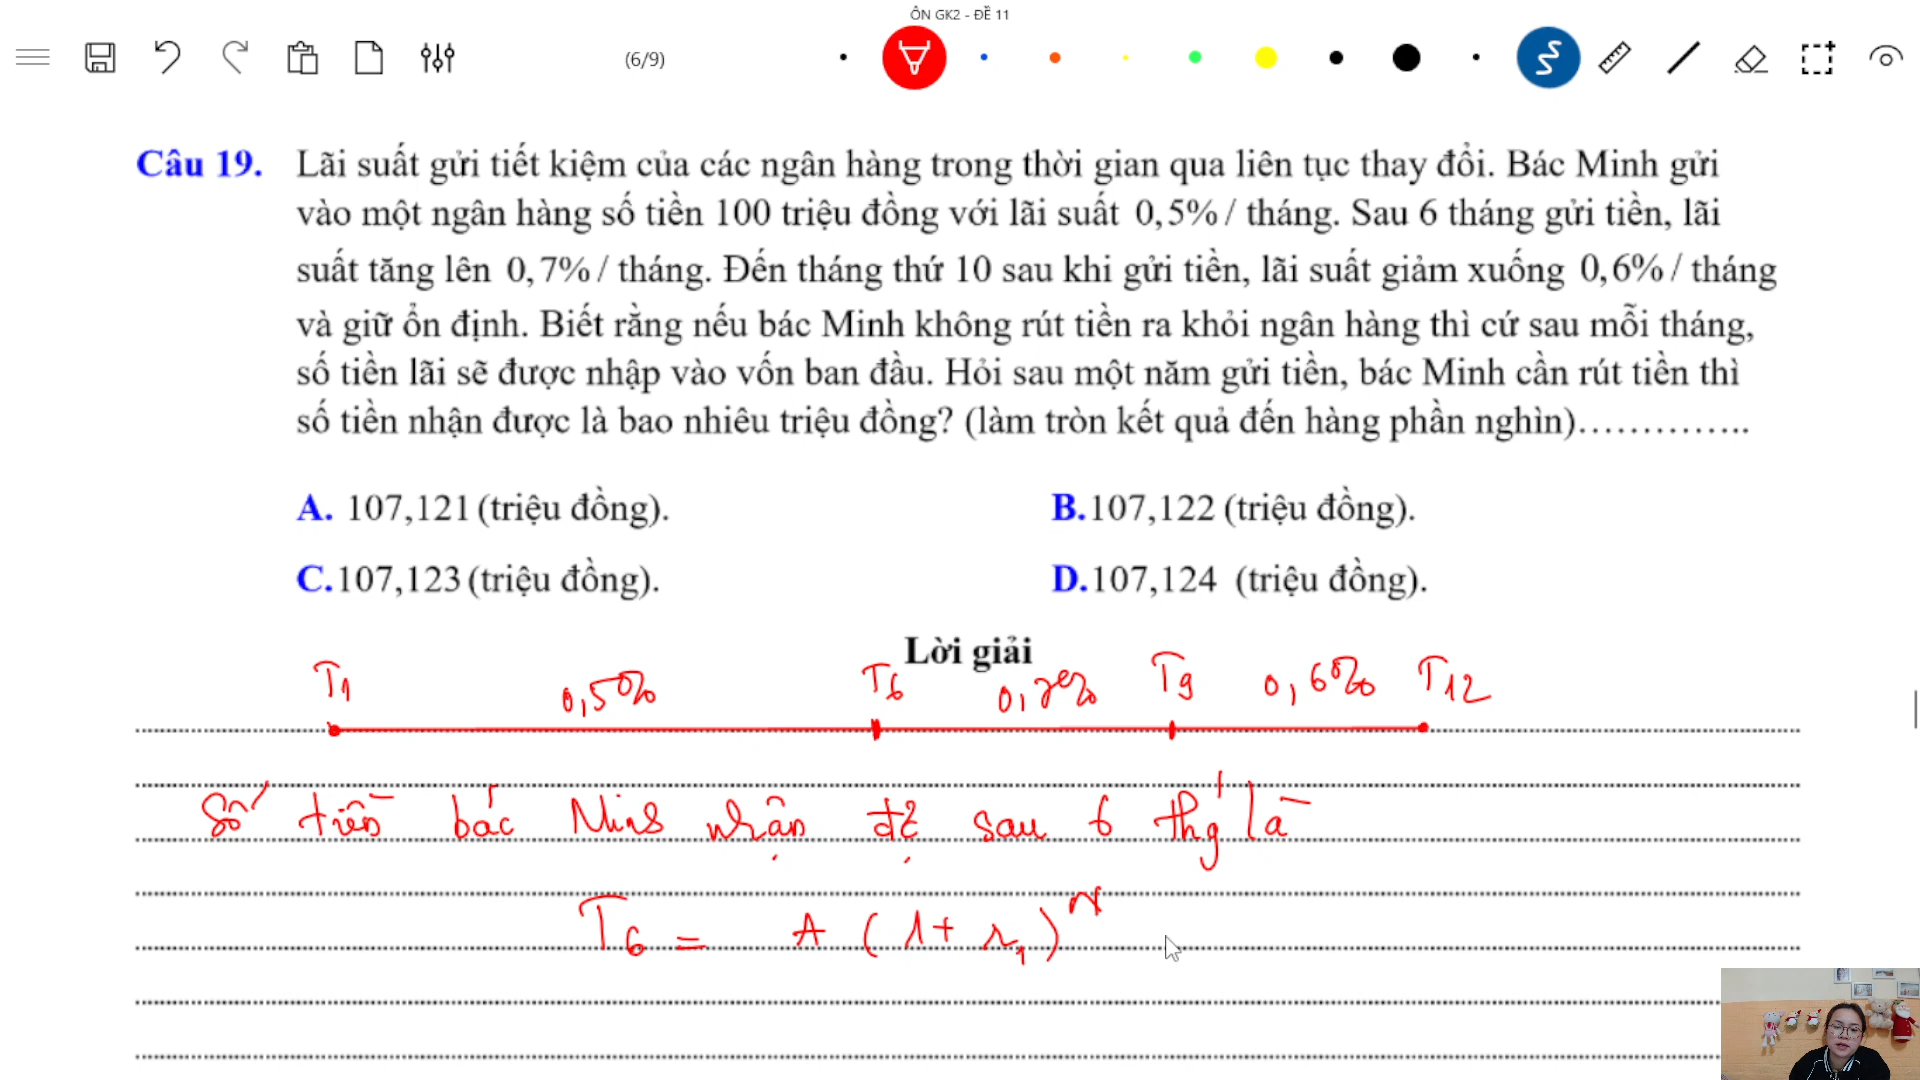 ÔN GK2 - ĐỀ 11
(6/9)
Câu 19. Lãi suất gửi tiết kiệm của các ngân hàng trong thời gian qua liên tục thay đổi. Bác Minh gửi
vào một ngân hàng số tiền 100 triệu đồng với lãi suất 0,5% / tháng. Sau 6 tháng gửi tiền, lãi
suất tăng lên 0,7% / tháng. Đến tháng thứ 10 sau khi gửi tiền, lãi suất giảm xuống 0,6% / tháng
và giữ ổn định. Biết rằng nếu bác Minh không rút tiền ra khỏi ngân hàng thì cứ sau mỗi tháng,
số tiền lãi sẽ được nhập vào vốn ban đầu. Hỏi sau một năm gửi tiền, bác Minh cần rút tiền thì
số tiền nhận được là bao nhiêu triệu đồng? (làm tròn kết quả đến hàng phần nghìn)..............
A. 107,121 (triệu đồng). B.107,122 (triệu đồng).
C.107,123 (triệu đồng). D.107,124 (triệu đồng).
Lời giải
T1 0,5% T6 0,7% T9 0,6% T12
Số tiền bác Minh nhận đc sau 6 thg là
T6 = A (1 + r1)^n